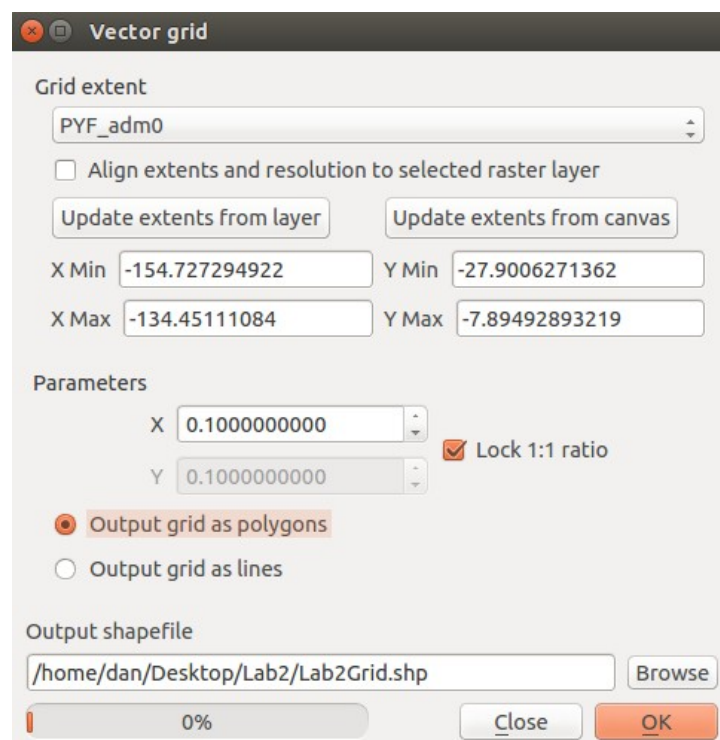 Vector grid
Grid extent
PYF_adm0
Align extents and resolution to selected raster layer
Update extents from layer Update extents from canvas
X Min -154.727294922 Y Min -27.9006271362
X Max -134.45111084 Y Max -7.89492893219
Parameters
X 0.1000000000
Lock 1:1 ratio
Y 0.1000000000
Output grid as polygons
Output grid as lines
Output shapefile
/home/dan/Desktop/Lab2/Lab2Grid.shp Browse
0% Close OK